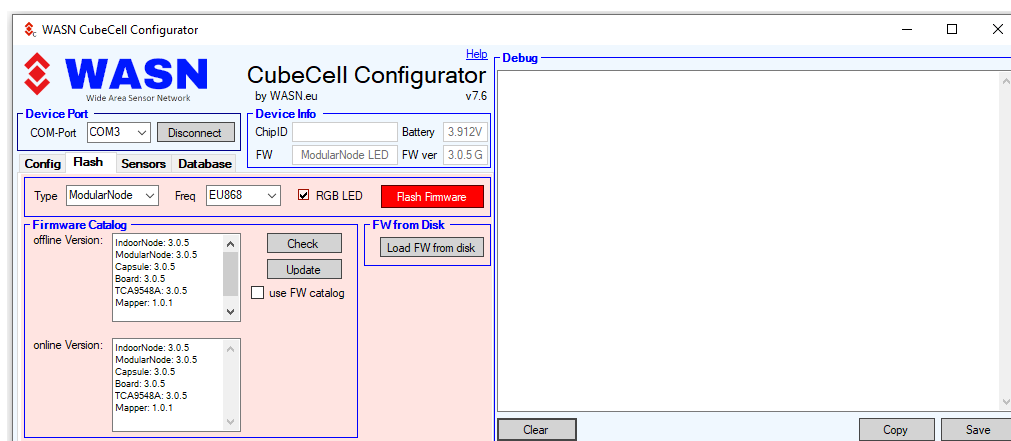 WASN CubeCell Configurator
Help
WASN
Wide Area Sensor Network
CubeCell Configurator
by WASN.eu v7.6
Device Port
COM-Port COM3 Disconnect
Device Info
ChipID Battery 3.912V
FW ModularNode LED FW ver 3.0.5 G
Config Flash Sensors Database
Type ModularNode Freq EU868 RGB LED Flash Firmware
Firmware Catalog
offline Version:
IndoorNode: 3.0.5
ModularNode: 3.0.5
Capsule: 3.0.5
Board: 3.0.5
TCA9548A: 3.0.5
Mapper: 1.0.1
Check
Update
use FW catalog
online Version:
IndoorNode: 3.0.5
ModularNode: 3.0.5
Capsule: 3.0.5
Board: 3.0.5
TCA9548A: 3.0.5
Mapper: 1.0.1
FW from Disk
Load FW from disk
Debug
Clear Copy Save